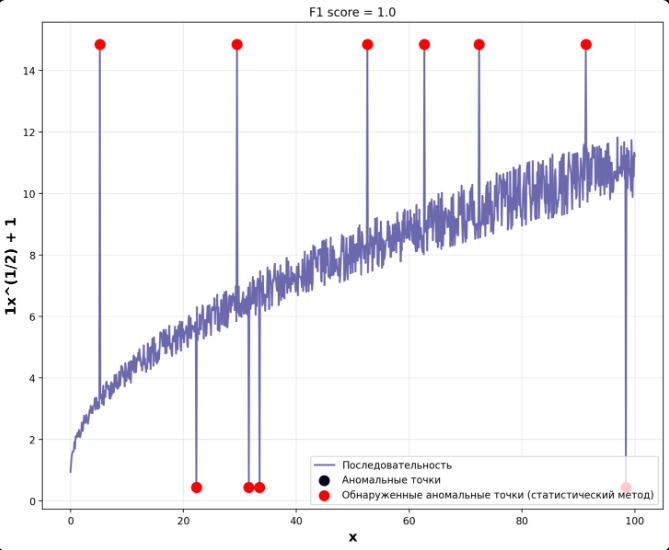 F1 score = 1.0
14
12
10
8
6
4
2
0
1x^(1/2) + 1
Последовательность
Аномальные точки
Обнаруженные аномальные точки (статистический метод)
0
20
40
60
80
100
x